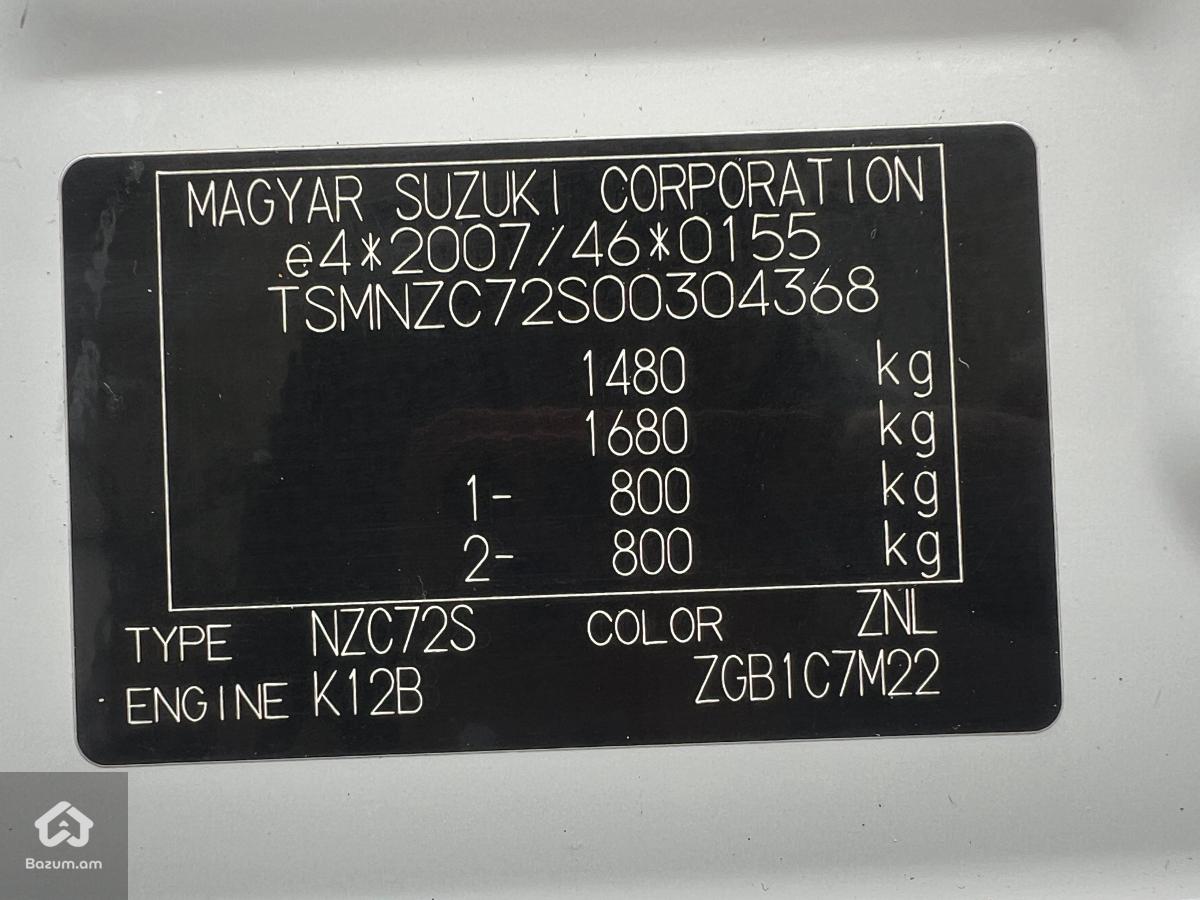 MAGYAR SUZUKI CORPORATION
e4*2007/46*0155
TSMNZC72S00304368
1480 kg
1680 kg
1- 800 kg
2- 800 kg
TYPE NZC72S COLOR ZNL
ENGINE K12B ZGB1C7M22
Bazum.am